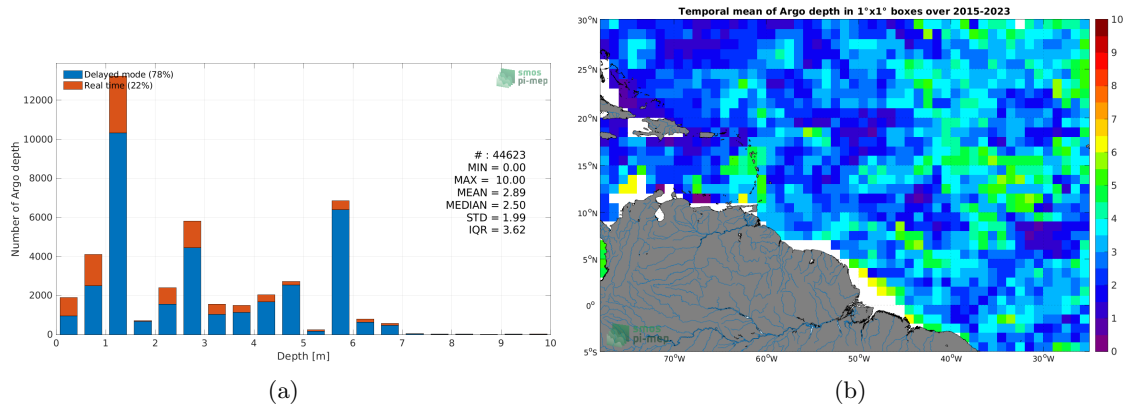 Delayed mode (78%)
Real time (22%)
smos
pi-mep
# : 44623
MIN = 0.00
MAX = 10.00
MEAN = 2.89
MEDIAN = 2.50
STD = 1.99
IQR = 3.62
Number of Argo depth
12000
10000
8000
6000
4000
2000
0
0 1 2 3 4 5 6 7 8 9 10
Depth [m]
(a)
Temporal mean of Argo depth in 1°x1° boxes over 2015-2023
30°N
25°N
20°N
15°N
10°N
5°N
0°
5°S
70°W 60°W 50°W 40°W 30°W
smos
pi-mep
10
9
8
7
6
5
4
3
2
1
0
(b)